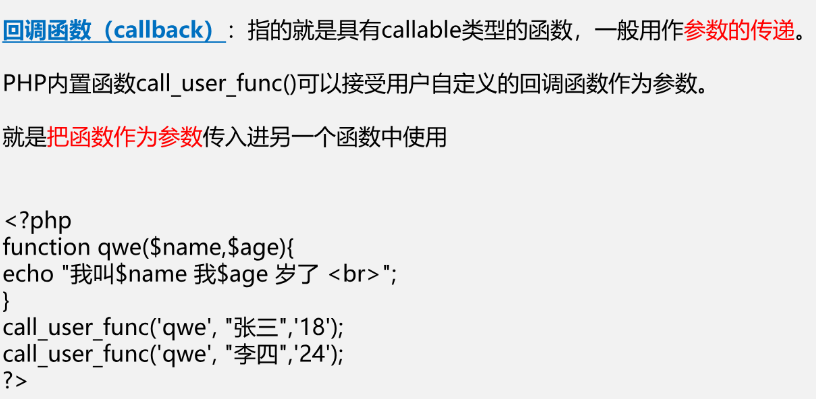 回调函数（callback）：指的就是具有callable类型的函数，一般用作参数的传递。
PHP内置函数call_user_func()可以接受用户自定义的回调函数作为参数。
就是把函数作为参数传入进另一个函数中使用
<?php
function qwe($name,$age){
echo "我叫$name 我$age 岁了 <br>";
}
call_user_func('qwe', "张三",'18');
call_user_func('qwe', "李四",'24');
?>